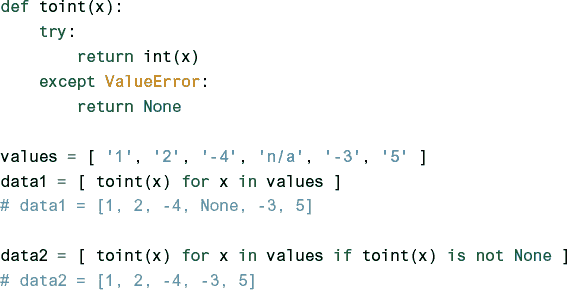 def toint(x):
    try:
        return int(x)
    except ValueError:
        return None

values = [ '1', '2', '-4', 'n/a', '-3', '5' ]
data1 = [ toint(x) for x in values ]
# data1 = [1, 2, -4, None, -3, 5]

data2 = [ toint(x) for x in values if toint(x) is not None ]
# data2 = [1, 2, -4, -3, 5]